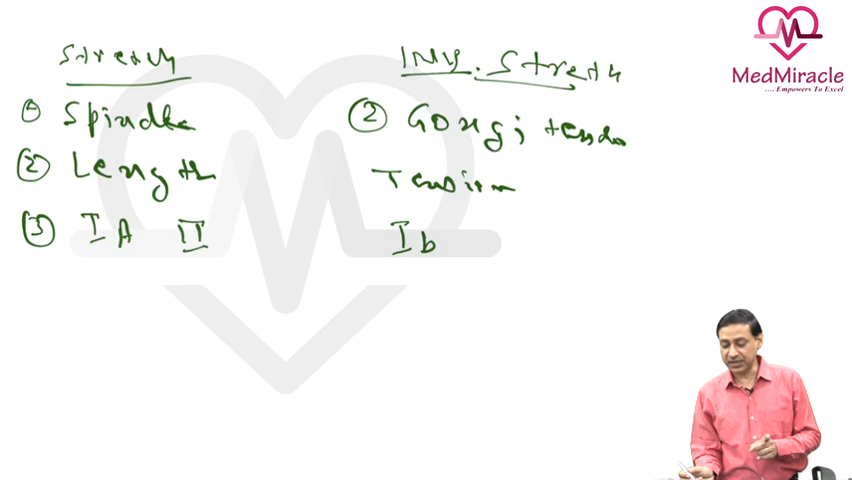 Stretch
Inv. Stretch
① Spindle
② Golgi tendon
② Length
Tension
③ IA II
Ib
MedMiracle
.... Empowers To Excel